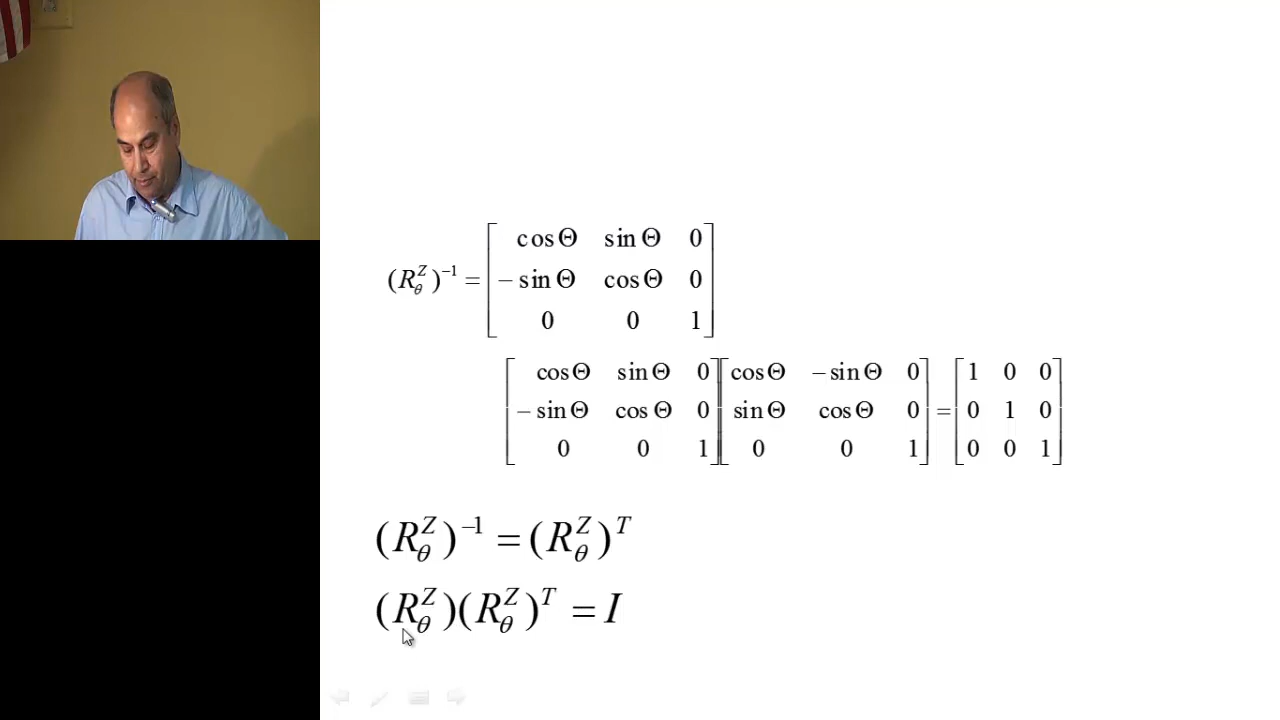 (R_θ^Z)^{-1} = [ cos Θ sin Θ 0 ; − sin Θ cos Θ 0 ; 0 0 1 ]
[ cos Θ sin Θ 0 ; − sin Θ cos Θ 0 ; 0 0 1 ] [ cos Θ − sin Θ 0 ; sin Θ cos Θ 0 ; 0 0 1 ] = [ 1 0 0 ; 0 1 0 ; 0 0 1 ]
(R_θ^Z)^{-1} = (R_θ^Z)^T
(R_θ^Z)(R_θ^Z)^T = I